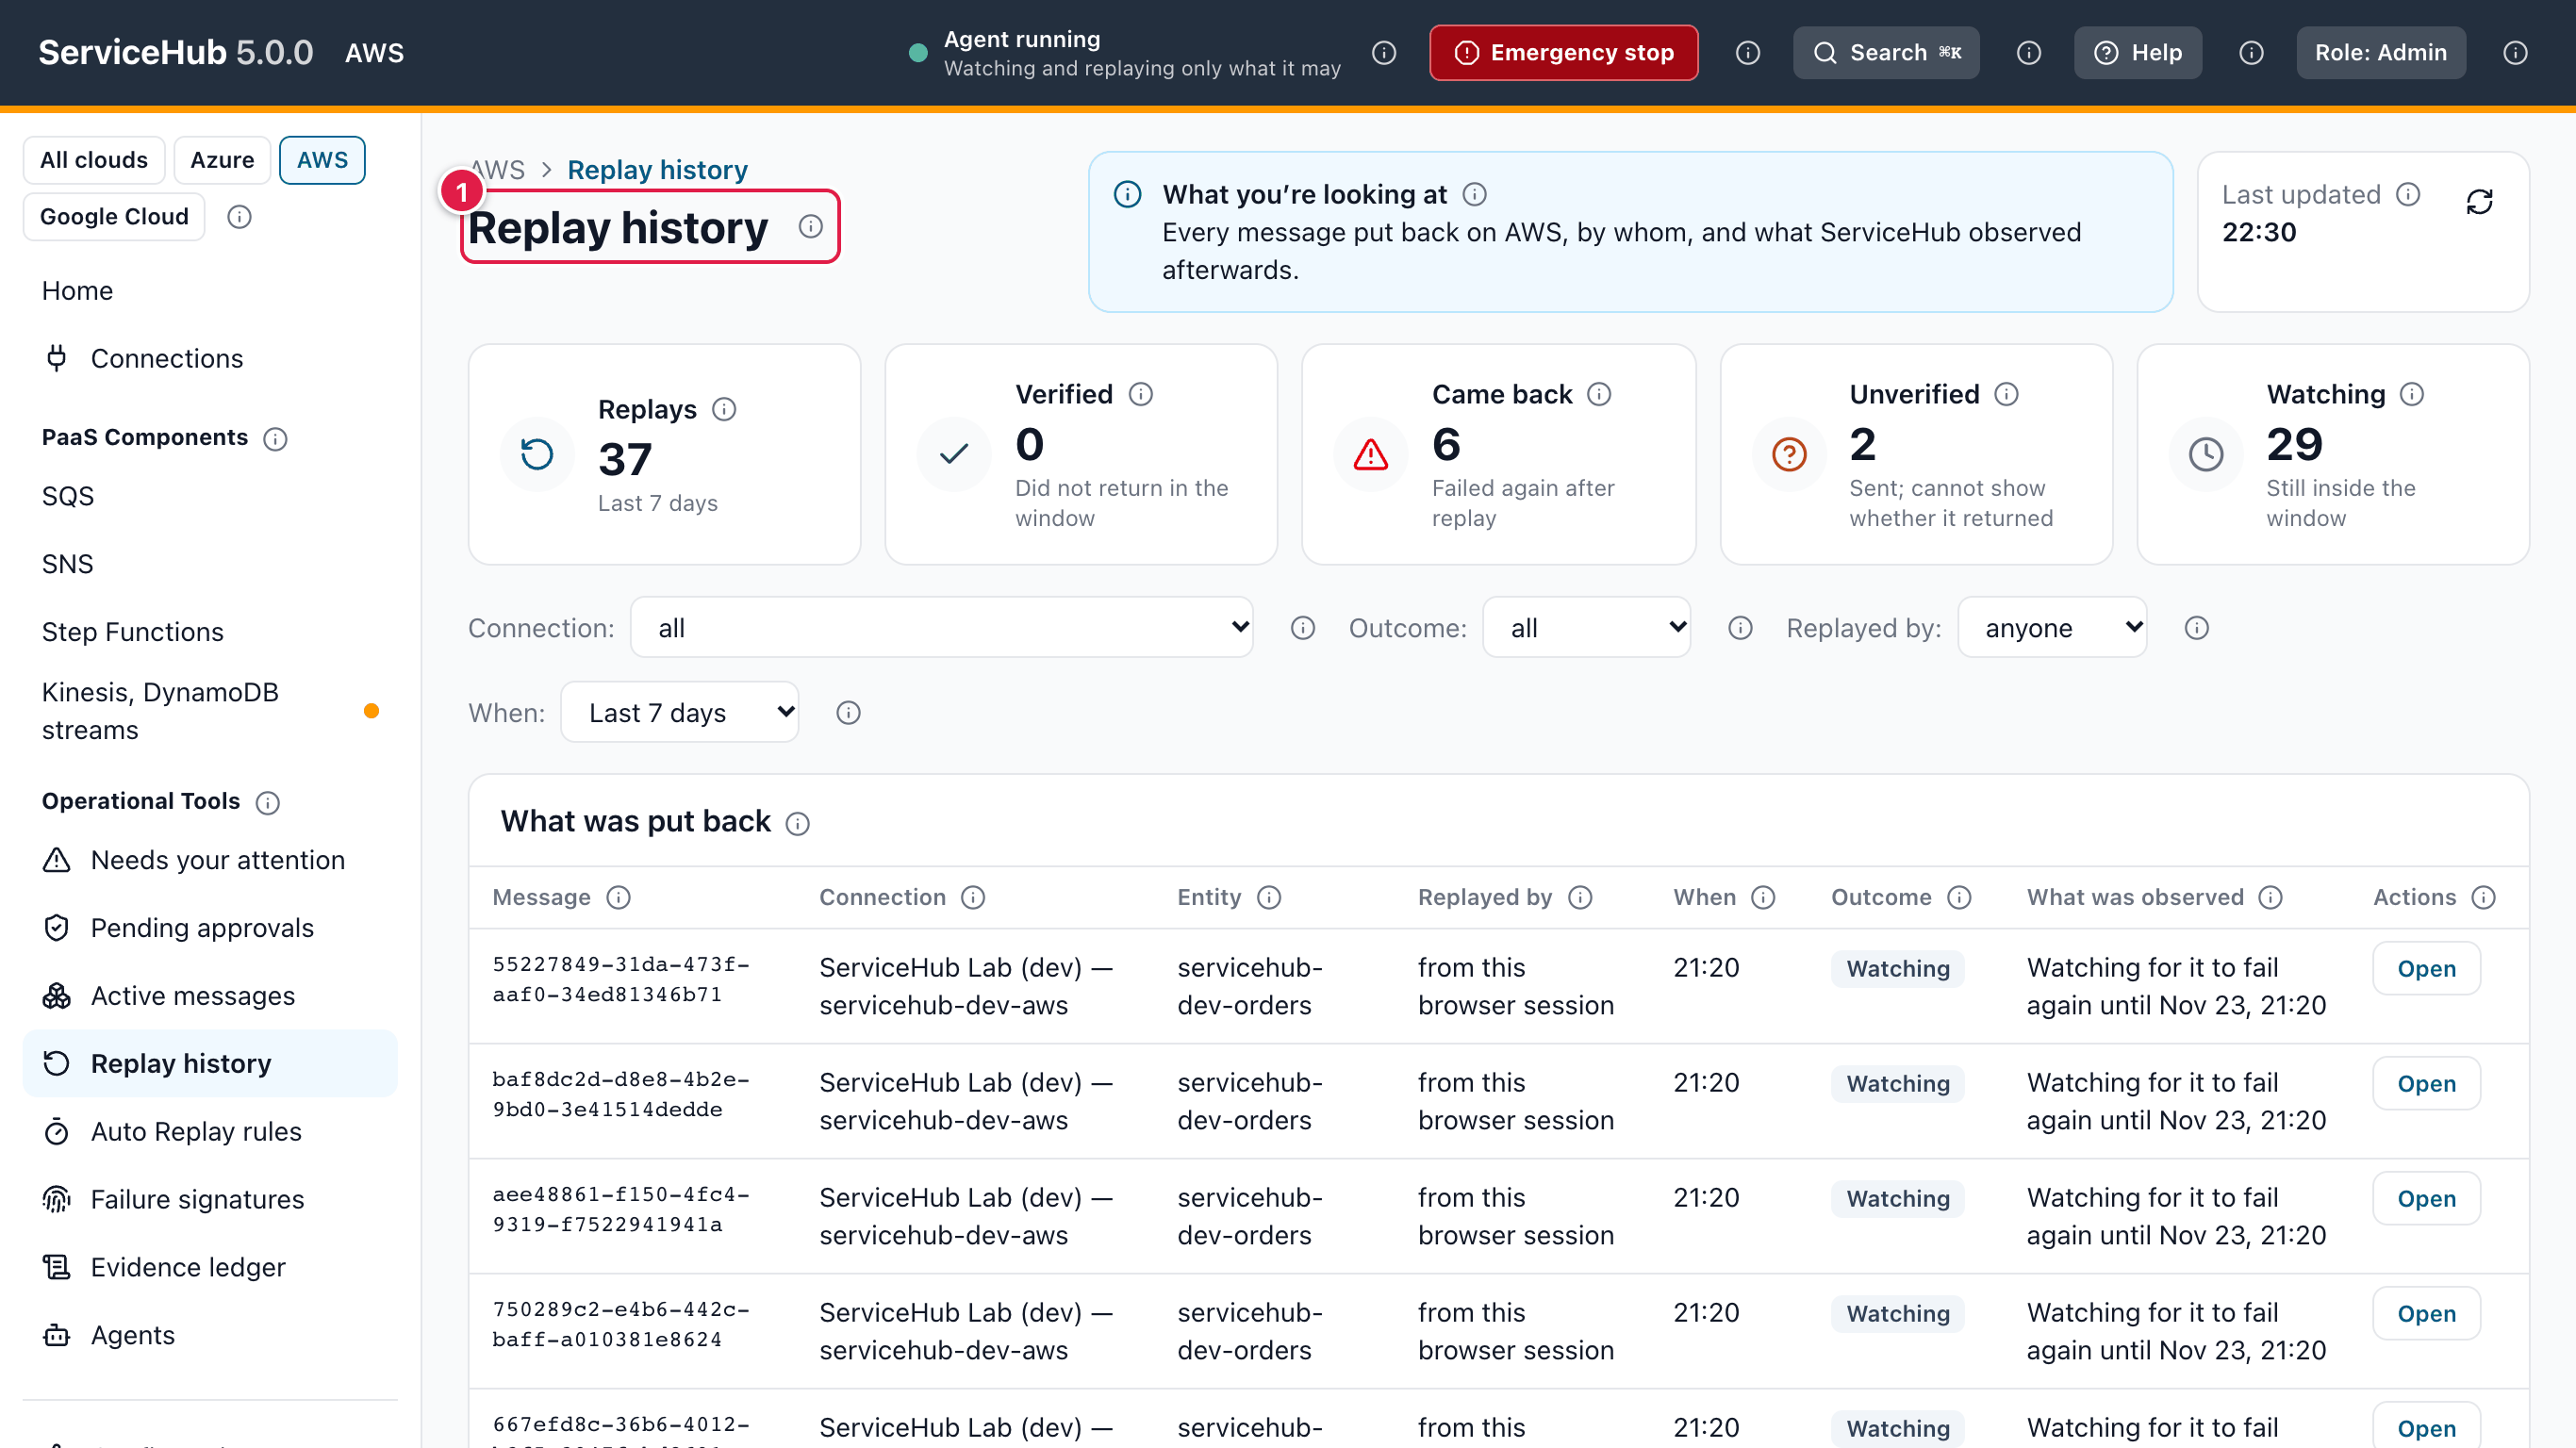 ServiceHub 5.0.0 AWS
Agent running
Watching and replaying only what it may
Emergency stop
Search ⌘K
Help
Role: Admin
All clouds
Azure
AWS
Google Cloud
Home
Connections
PaaS Components
SQS
SNS
Step Functions
Kinesis, DynamoDB
streams
Operational Tools
Needs your attention
Pending approvals
Active messages
Replay history
Auto Replay rules
Failure signatures
Evidence ledger
Agents
AWS > Replay history
1
Replay history
What you're looking at
Every message put back on AWS, by whom, and what ServiceHub observed
afterwards.
Last updated
22:30
Replays
37
Last 7 days
Verified
0
Did not return in the
window
Came back
6
Failed again after
replay
Unverified
2
Sent; cannot show
whether it returned
Watching
29
Still inside the
window
Connection: all
Outcome: all
Replayed by: anyone
When: Last 7 days
What was put back
Message Connection Entity Replayed by When Outcome What was observed Actions
55227849-31da-473f- ServiceHub Lab (dev) — servicehub- from this 21:20 Watching Watching for it to fail Open
aaf0-34ed81346b71 servicehub-dev-aws dev-orders browser session again until Nov 23, 21:20
baf8dc2d-d8e8-4b2e- ServiceHub Lab (dev) — servicehub- from this 21:20 Watching Watching for it to fail Open
9bd0-3e41514dedde servicehub-dev-aws dev-orders browser session again until Nov 23, 21:20
aee48861-f150-4fc4- ServiceHub Lab (dev) — servicehub- from this 21:20 Watching Watching for it to fail Open
9319-f7522941941a servicehub-dev-aws dev-orders browser session again until Nov 23, 21:20
750289c2-e4b6-442c- ServiceHub Lab (dev) — servicehub- from this 21:20 Watching Watching for it to fail Open
baff-a010381e8624 servicehub-dev-aws dev-orders browser session again until Nov 23, 21:20
667efd8c-36b6-4012- ServiceHub Lab (dev) — servicehub- from this 21:20 Watching Watching for it to fail Open